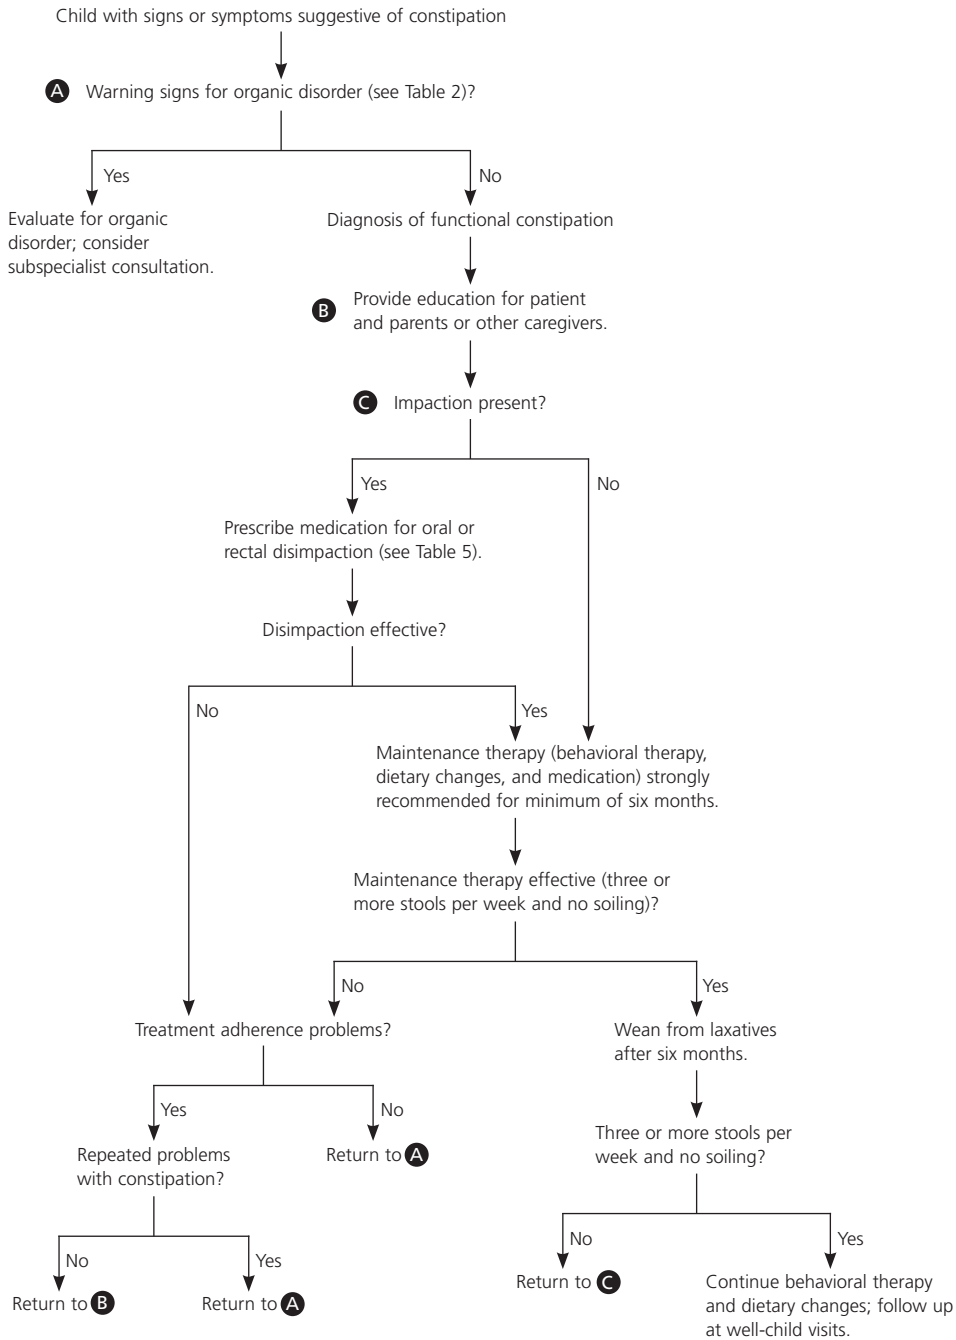 Child with signs or symptoms suggestive of constipation
A Warning signs for organic disorder (see Table 2)?
Yes
No
Evaluate for organic
disorder; consider
subspecialist consultation.
Diagnosis of functional constipation
B Provide education for patient
and parents or other caregivers.
C Impaction present?
Yes
No
Prescribe medication for oral or
rectal disimpaction (see Table 5).
Disimpaction effective?
No
Yes
Maintenance therapy (behavioral therapy,
dietary changes, and medication) strongly
recommended for minimum of six months.
Maintenance therapy effective (three or
more stools per week and no soiling)?
No
Yes
Treatment adherence problems?
Wean from laxatives
after six months.
Yes
No
Repeated problems
with constipation?
Return to A
Three or more stools per
week and no soiling?
No
Yes
Return to B
Return to A
No
Yes
Return to C
Continue behavioral therapy
and dietary changes; follow up
at well-child visits.